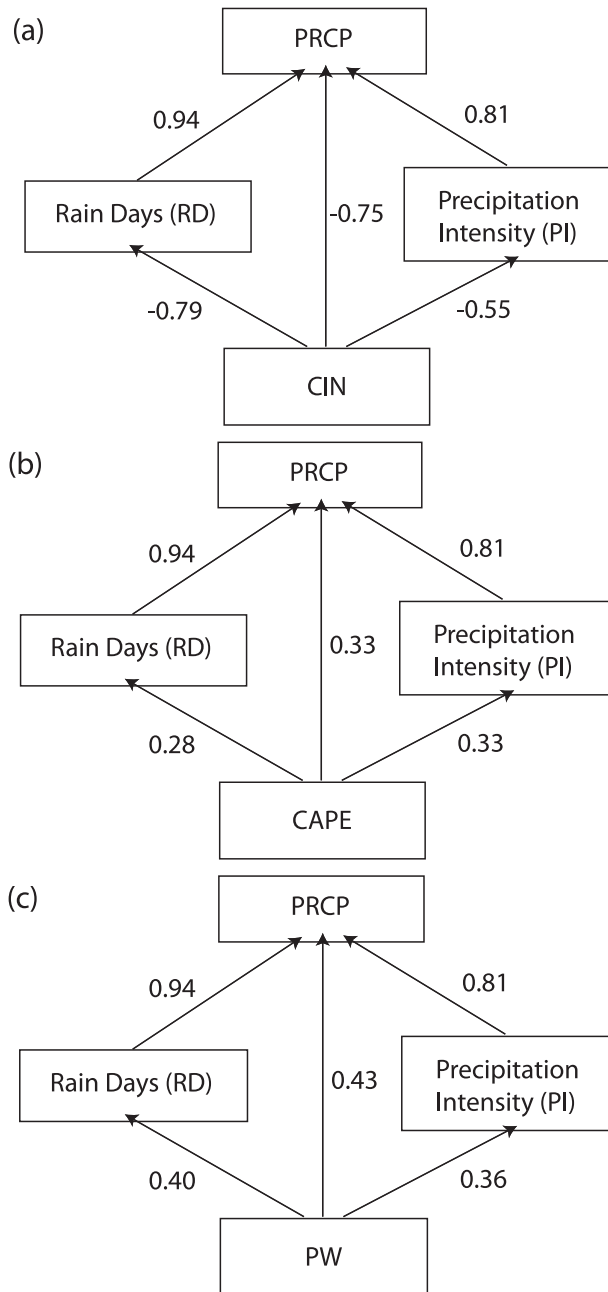 (a)
PRCP
0.94
0.81
Rain Days (RD)
Precipitation
Intensity (PI)
-0.75
-0.79
-0.55
CIN
(b)
PRCP
0.94
0.81
Rain Days (RD)
Precipitation
Intensity (PI)
0.33
0.28
0.33
CAPE
(c)
PRCP
0.94
0.81
Rain Days (RD)
Precipitation
Intensity (PI)
0.43
0.40
0.36
PW